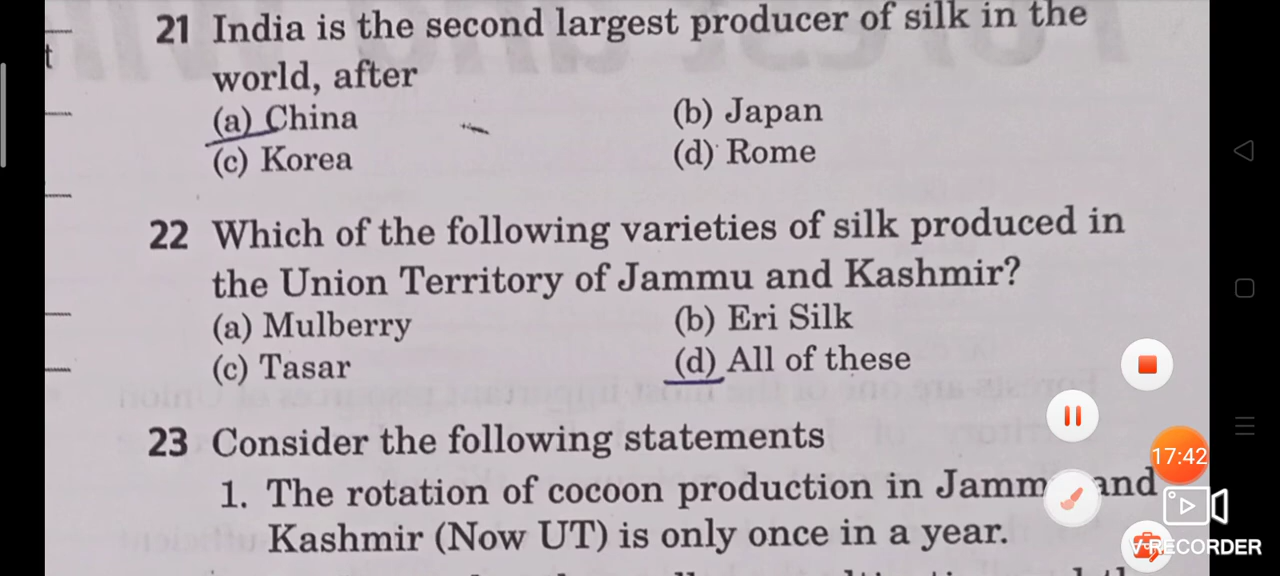 21 India is the second largest producer of silk in the
t
world, after
(a) China (b) Japan
(c) Korea (d) Rome
22 Which of the following varieties of silk produced in
the Union Territory of Jammu and Kashmir?
(a) Mulberry (b) Eri Silk
(c) Tasar (d) All of these
23 Consider the following statements
1. The rotation of cocoon production in Jamm and
Kashmir (Now UT) is only once in a year.
17:42
V RECORDER